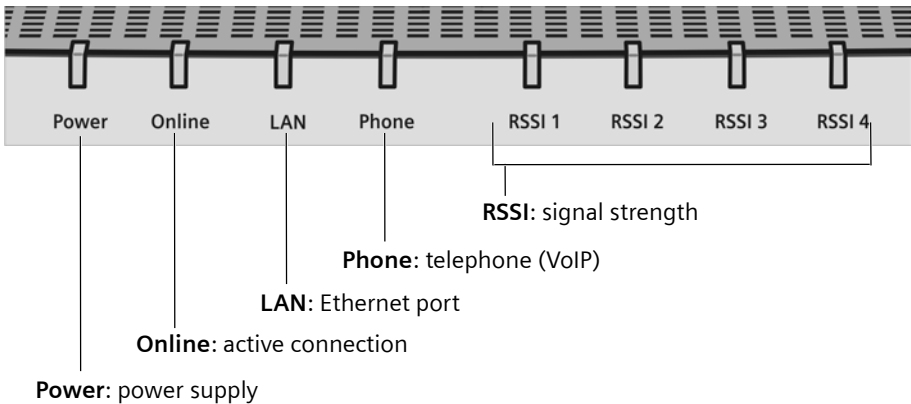 Power Online LAN Phone RSSI 1 RSSI 2 RSSI 3 RSSI 4
RSSI: signal strength
Phone: telephone (VoIP)
LAN: Ethernet port
Online: active connection
Power: power supply